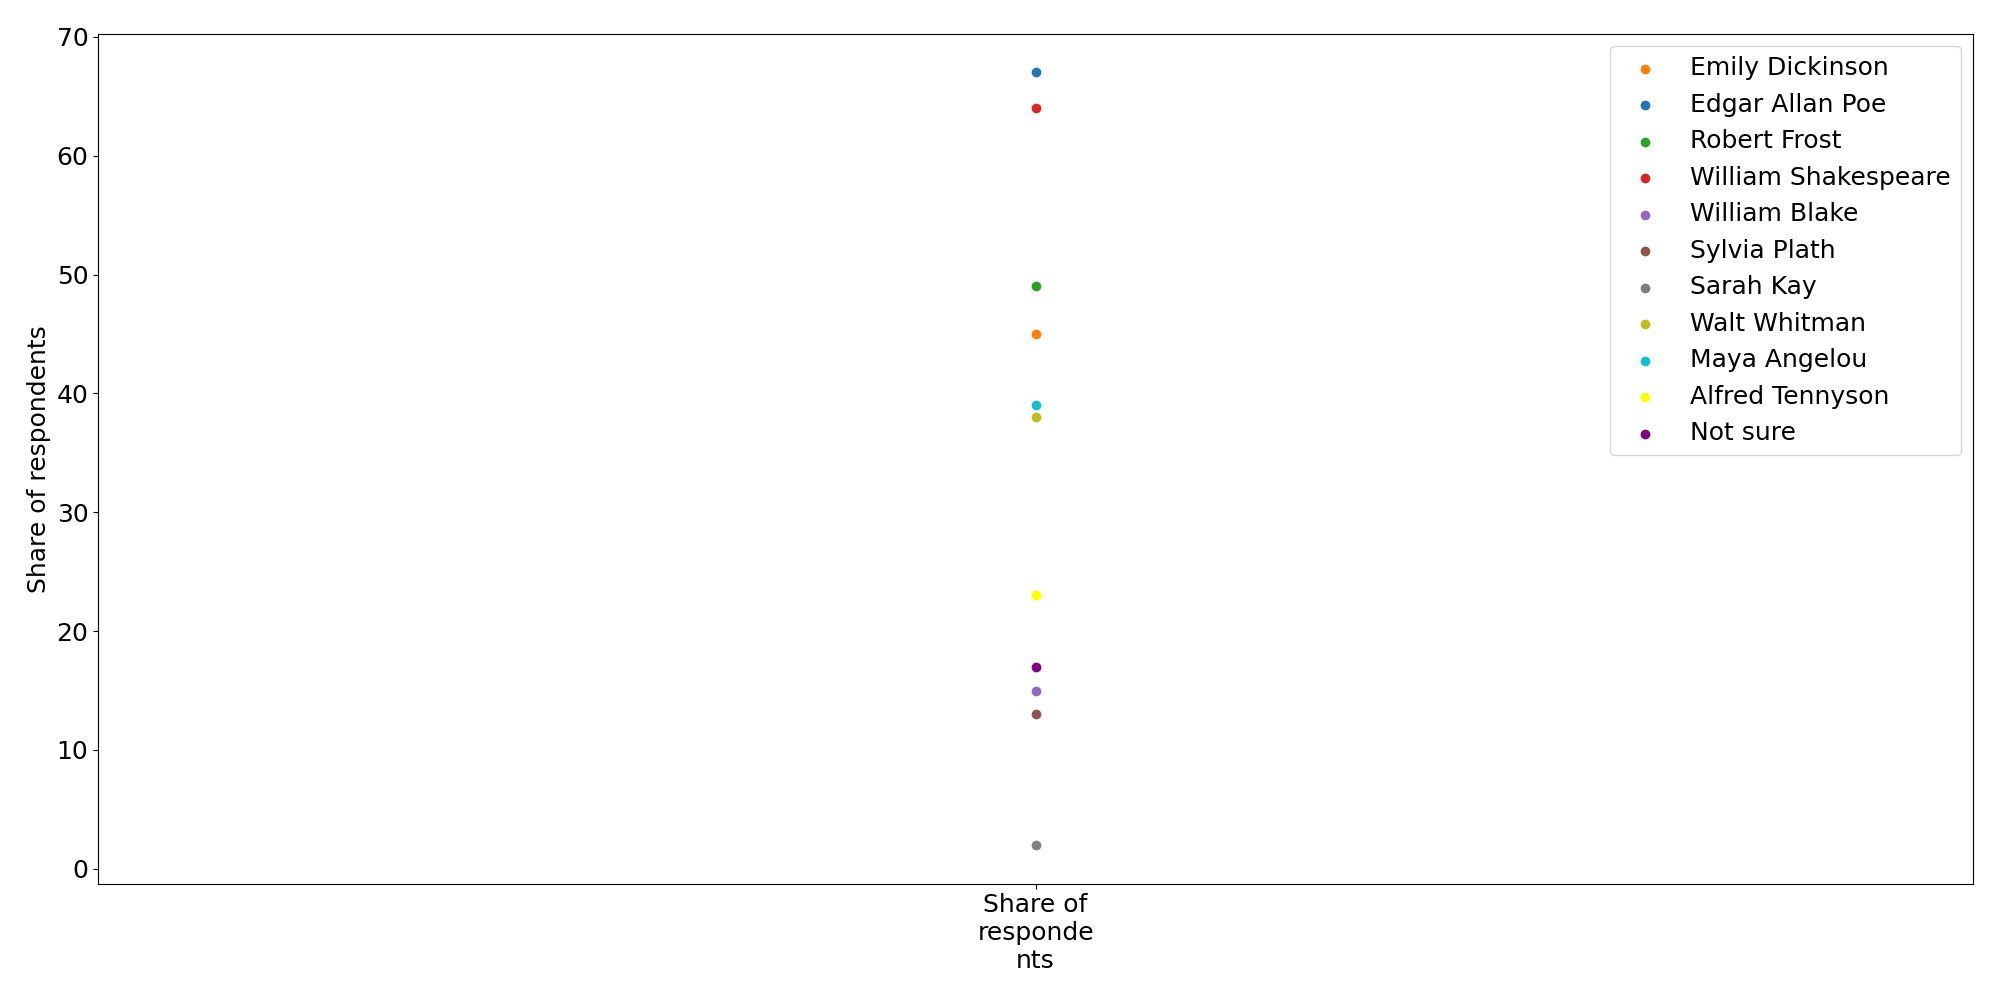 70
60
50
40
30
20
10
0
Share of respondents
Share of
responde
nts
Emily Dickinson
Edgar Allan Poe
Robert Frost
William Shakespeare
William Blake
Sylvia Plath
Sarah Kay
Walt Whitman
Maya Angelou
Alfred Tennyson
Not sure